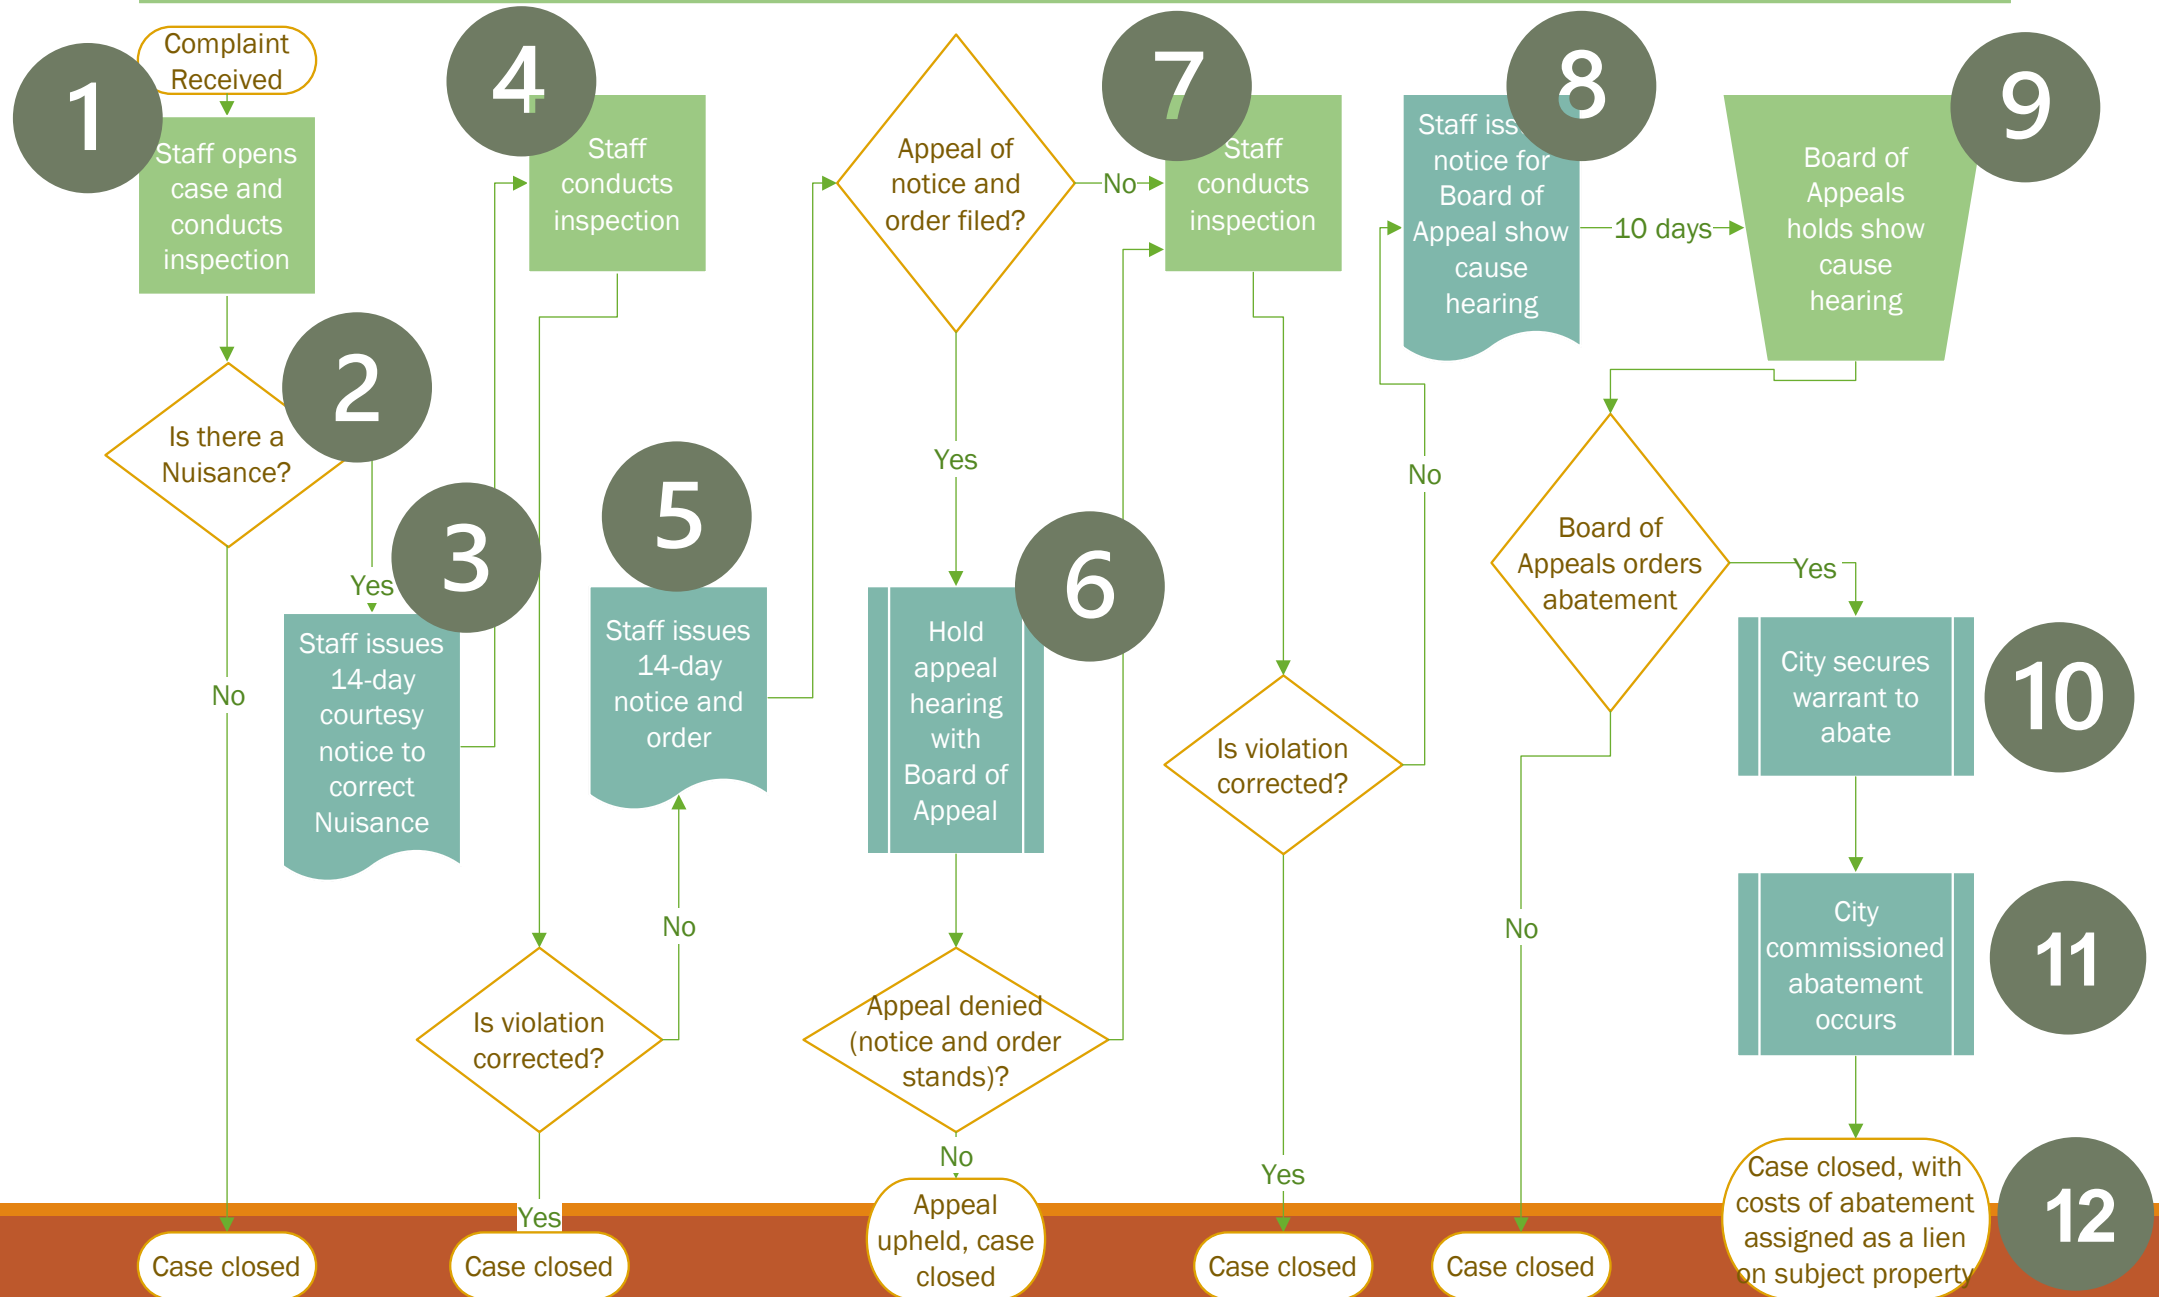 1
Complaint
Received
Staff opens
case and
conducts
inspection
2
Is there a
Nuisance?
No
Yes
3
Staff issues
14-day
courtesy
notice to
correct
Nuisance
Case closed
4
Staff
conducts
inspection
Is violation
corrected?
No
Yes
Case closed
5
Staff issues
14-day
notice and
order
Appeal of
notice and
order filed?
No
Yes
6
Hold
appeal
hearing
with
Board of
Appeal
Appeal denied
(notice and order
stands)?
No
Appeal
upheld, case
closed
7
Staff
conducts
inspection
Is violation
corrected?
No
Yes
Case closed
8
Staff
notice for
Board of
Appeal show
cause
hearing
10 days
9
Board of
Appeals
holds show
cause
hearing
Board of
Appeals orders
abatement
Yes
No
Case closed
10
City secures
warrant to
abate
11
City
commissioned
abatement
occurs
12
Case closed, with
costs of abatement
assigned as a lien
on subject property